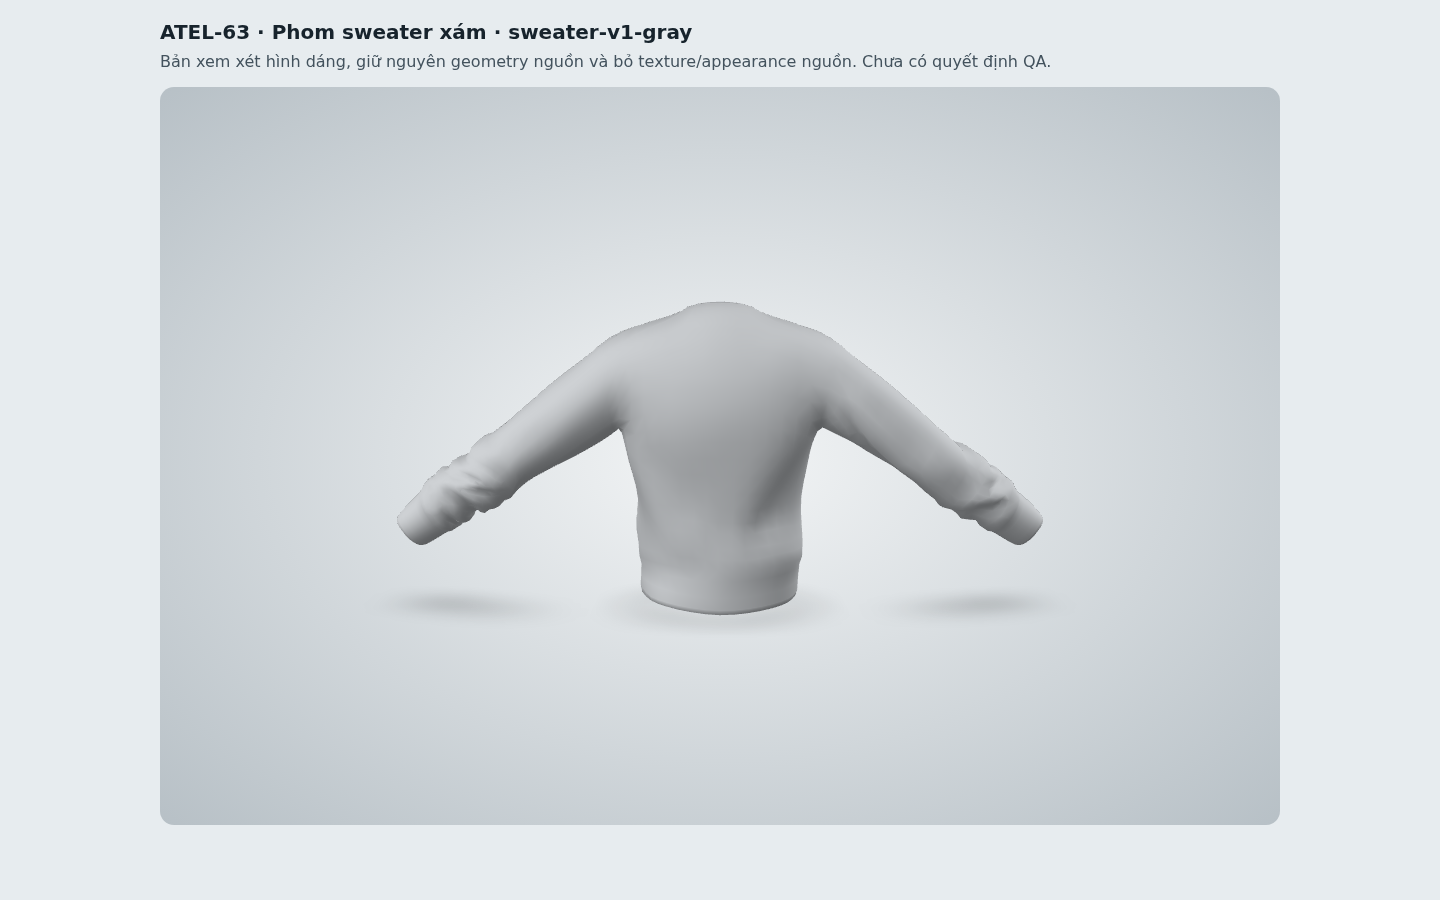 ATEL-63 · Phom sweater xám · sweater-v1-gray
Bản xem xét hình dáng, giữ nguyên geometry nguồn và bỏ texture/appearance nguồn. Chưa có quyết định QA.